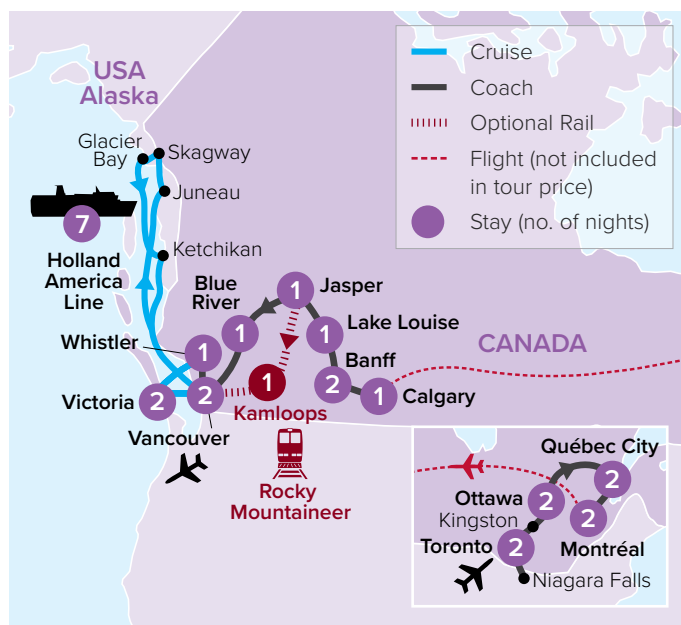 USA
Alaska
Glacier
Bay
Skagway
Juneau
Ketchikan
7
Holland
America
Line
Cruise
Coach
Optional Rail
Flight (not included
in tour price)
Stay (no. of nights)
Blue
River
1
Jasper
1
Lake Louise
1
Whistler
1
Banff
2
CANADA
Victoria
2
2
Vancouver
1
Kamloops
1
Calgary
Rocky
Mountaineer
Québec City
2
Ottawa
2
Kingston
Toronto
2
2
Montréal
Niagara Falls